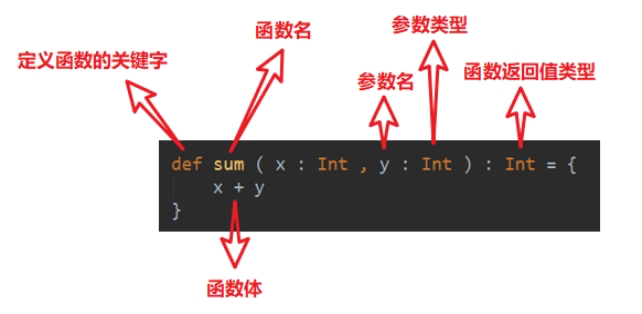 函数名
参数类型
定义函数的关键字
参数名
函数返回值类型
def sum ( x : Int , y : Int ) : Int = {
x + y
}
函数体